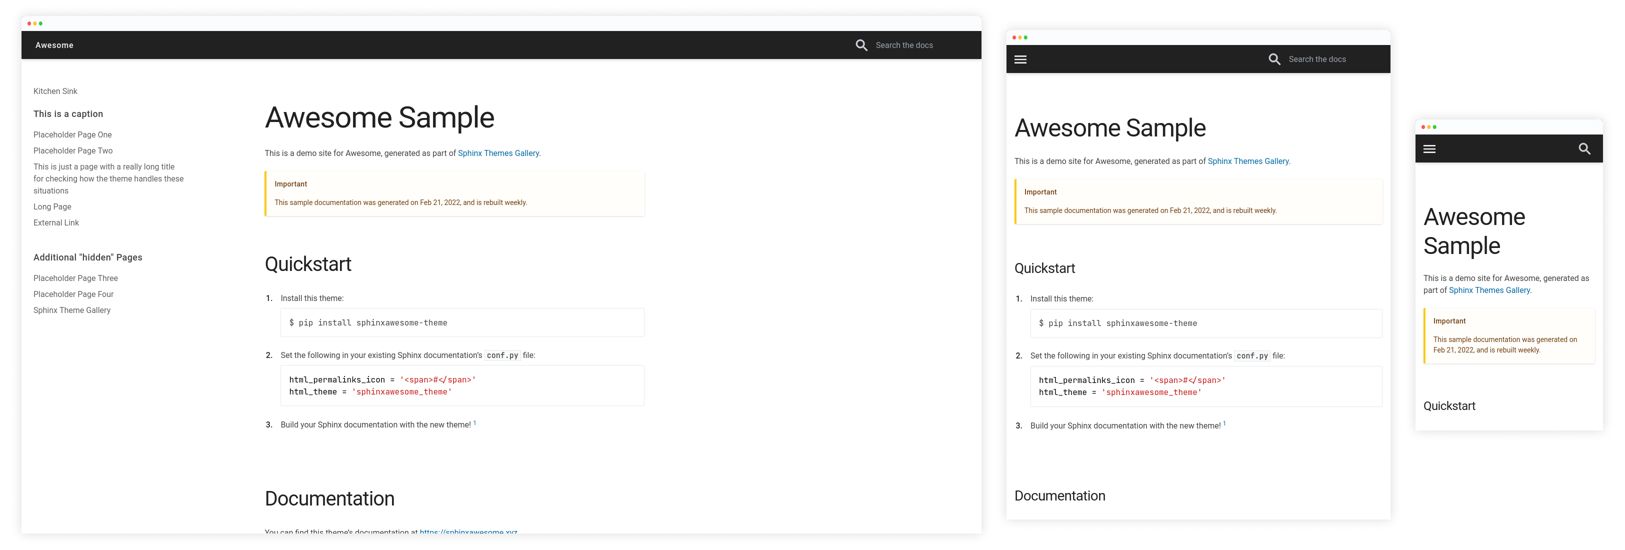 Awesome
Search the docs
Kitchen Sink
This is a caption
Placeholder Page One
Placeholder Page Two
This is just a page with a really long title
for checking how the theme handles these
situations
Long Page
External Link
Additional "hidden" Pages
Placeholder Page Three
Placeholder Page Four
Sphinx Theme Gallery
Awesome Sample
This is a demo site for Awesome, generated as part of Sphinx Themes Gallery.
Important
This sample documentation was generated on Feb 21, 2022, and is rebuilt weekly.
Quickstart
1. Install this theme:
$ pip install sphinxawesome-theme
2. Set the following in your existing Sphinx documentation's conf.py file:
html_permalinks_icon = '<span>#</span>'
html_theme = 'sphinxawesome_theme'
3. Build your Sphinx documentation with the new theme! 1
Documentation
You can find this theme's documentation at https://sphinxawesome.xyz
Search the docs
Awesome Sample
This is a demo site for Awesome, generated as part of Sphinx Themes Gallery.
Important
This sample documentation was generated on Feb 21, 2022, and is rebuilt weekly.
Quickstart
1. Install this theme:
$ pip install sphinxawesome-theme
2. Set the following in your existing Sphinx documentation's conf.py file:
html_permalinks_icon = '<span>#</span>'
html_theme = 'sphinxawesome_theme'
3. Build your Sphinx documentation with the new theme! 1
Documentation
Awesome
Sample
This is a demo site for Awesome, generated as
part of Sphinx Themes Gallery.
Important
This sample documentation was generated on
Feb 21, 2022, and is rebuilt weekly.
Quickstart